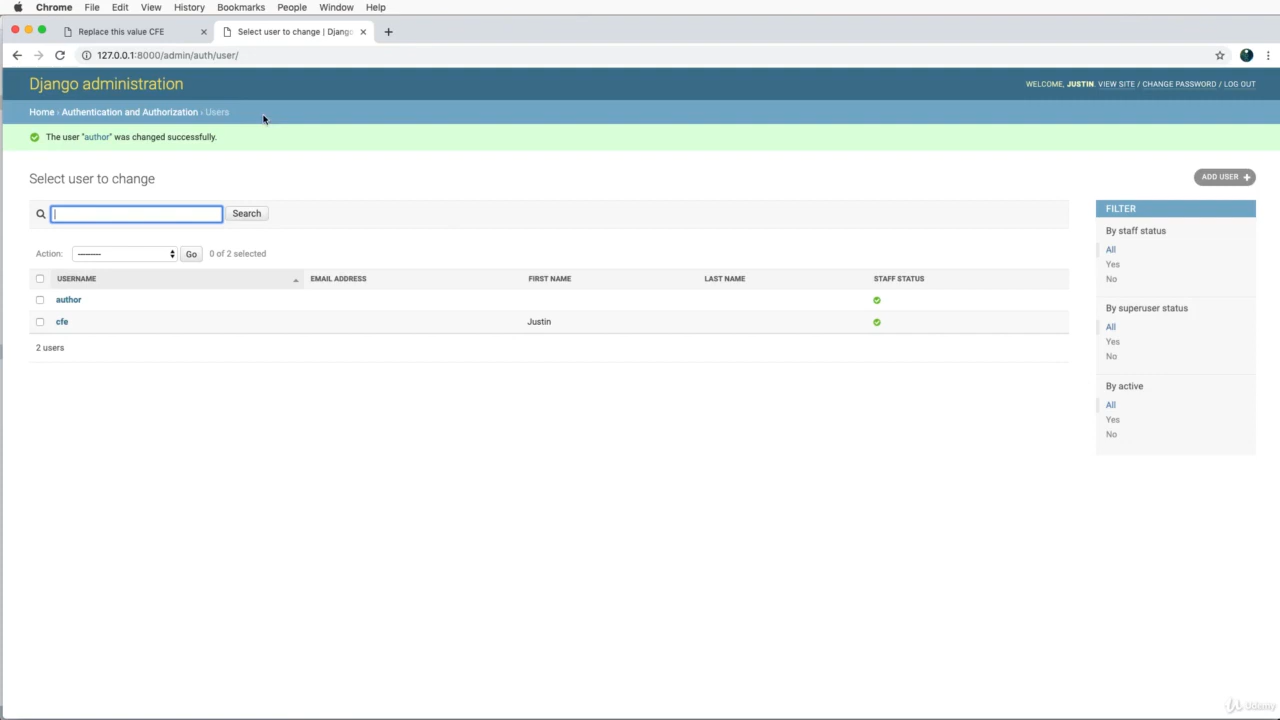 Chrome File Edit View History Bookmarks People Window Help
Replace this value CFE
Select user to change | Django
127.0.0.1:8000/admin/auth/user/
Django administration
WELCOME, JUSTIN. VIEW SITE / CHANGE PASSWORD / LOG OUT
Home › Authentication and Authorization › Users
The user "author" was changed successfully.
Select user to change
ADD USER +
Search
FILTER
By staff status
All
Yes
No
By superuser status
All
Yes
No
By active
All
Yes
No
Action: --------- Go 0 of 2 selected
USERNAME EMAIL ADDRESS FIRST NAME LAST NAME STAFF STATUS
author
cfe Justin
2 users
Udemy